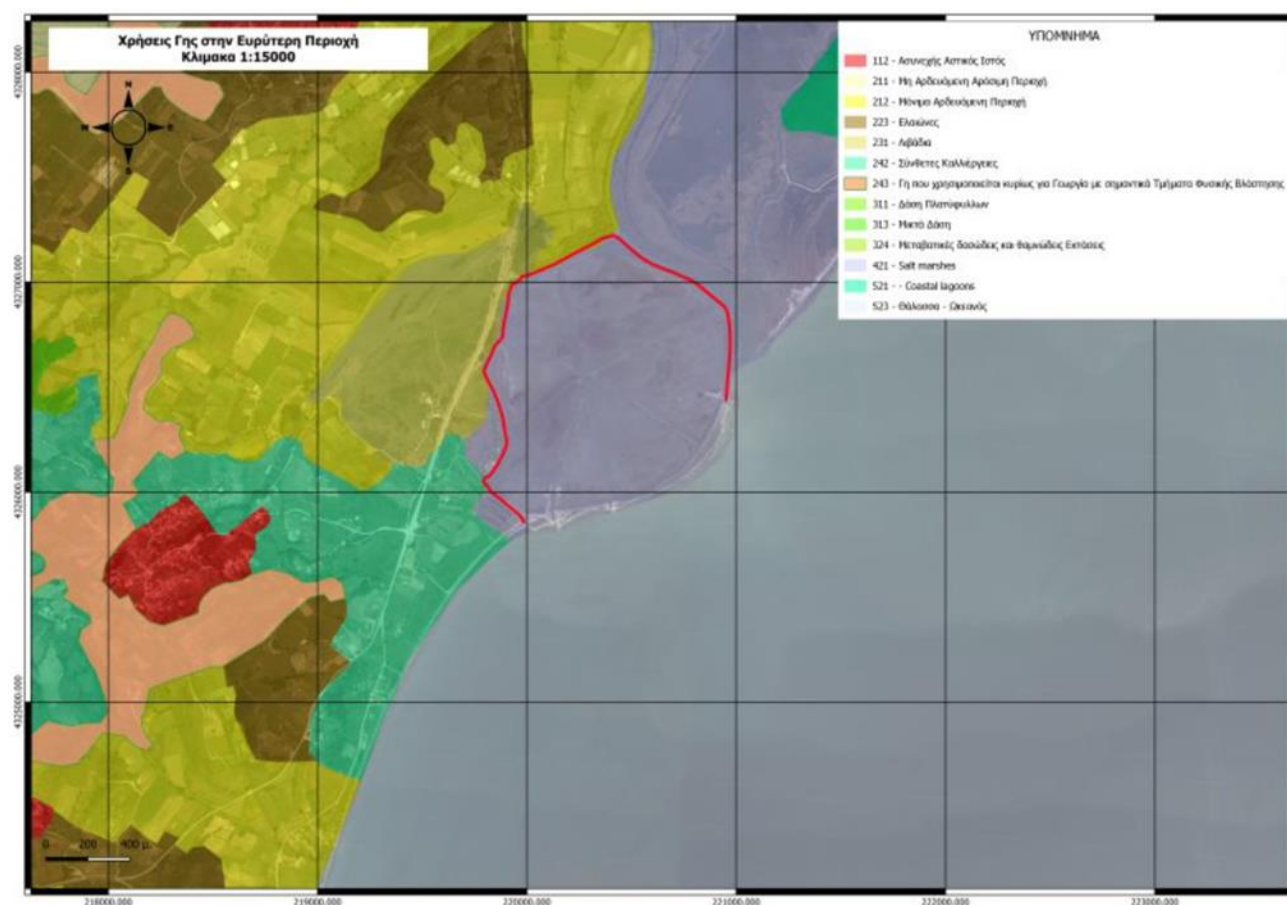 Χρήσεις Γης στην Ευρύτερη Περιοχή
Κλιμακα 1:15000
ΥΠΟΜΝΗΜΑ
112 - Ασυνεχής Αστικός Ιστός
211 - Μη Αρδευόμενη Αρόσιμη Περιοχή
212 - Μόνιμα Αρδευόμενη Περιοχή
223 - Ελαιώνες
231 - Λιβάδια
242 - Σύνθετες Καλλιέργειες
243 - Γη που χρησιμοποιείται κυρίως για Γεωργία με σημαντικά Τμήματα Φυσικής Βλάστησης
311 - Δάση Πλατύφυλλων
313 - Μικτά Δάση
324 - Μεταβατικές δασώδεις και θαμνώδεις Εκτάσεις
421 - Salt marshes
521 - - Coastal lagoons
523 - Θάλασσα - Ωκεανός
N
S
4328000.000
4327000.000
4326000.000
4325000.000
0 200 400 μ.
218000.000 219000.000 220000.000 221000.000 222000.000 223000.000